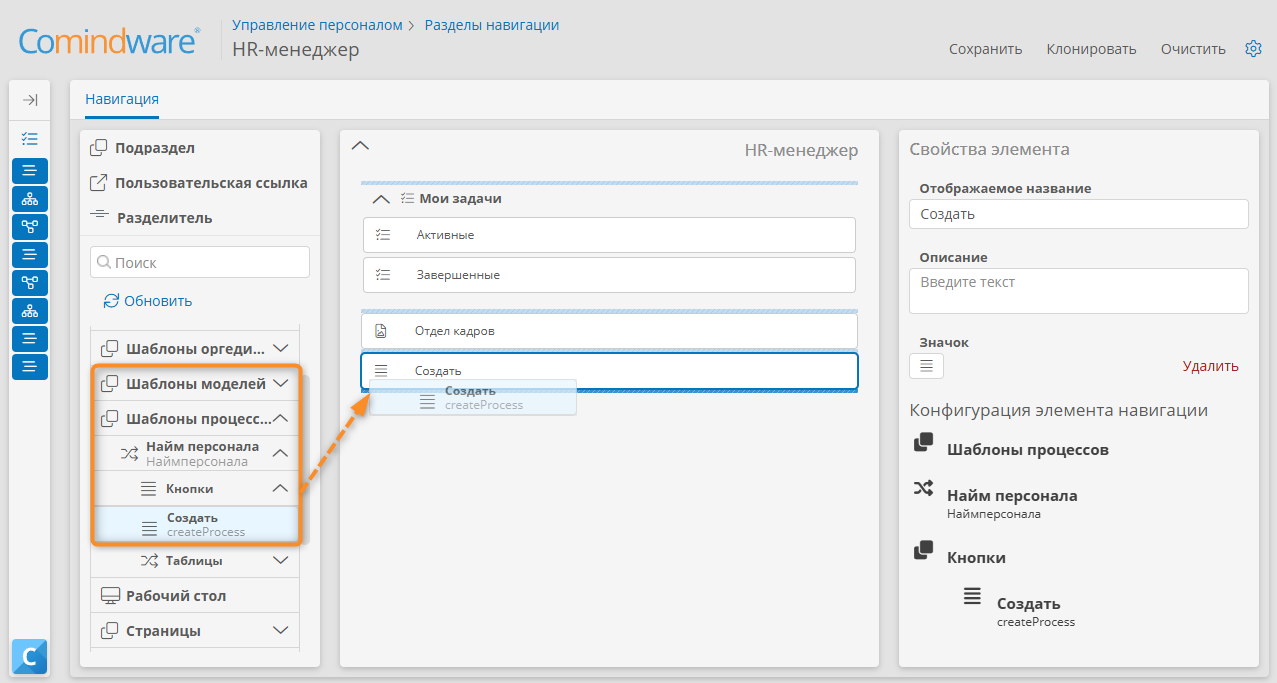 Comindware®
Управление персоналом > Разделы навигации
HR-менеджер
Сохранить Клонировать Очистить
Навигация
Подраздел
Пользовательская ссылка
Разделитель
Поиск
Обновить
Шаблоны оргеди...
Шаблоны моделей
Шаблоны процесс...
Найм персонала
Наймперсонала
Кнопки
Создать
createProcess
Таблицы
Рабочий стол
Страницы
HR-менеджер
Мои задачи
Активные
Завершенные
Отдел кадров
Создать
Создать
createProcess
Свойства элемента
Отображаемое название
Создать
Описание
Введите текст
Значок
Удалить
Конфигурация элемента навигации
Шаблоны процессов
Найм персонала
Наймперсонала
Кнопки
Создать
createProcess
C